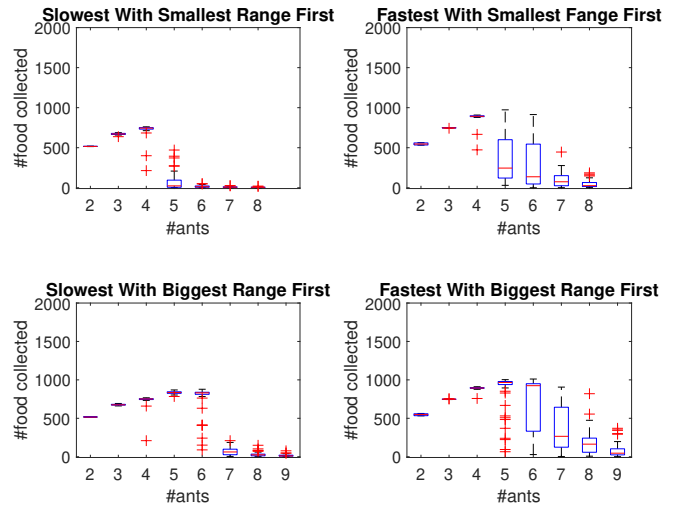 Slowest With Smallest Range First
2000
1500
1000
500
0
#food collected
2 3 4 5 6 7 8
#ants
Fastest With Smallest Fange First
2000
1500
1000
500
0
#food collected
2 3 4 5 6 7 8
#ants
Slowest With Biggest Range First
2000
1500
1000
500
0
#food collected
2 3 4 5 6 7 8 9
#ants
Fastest With Biggest Range First
2000
1500
1000
500
0
#food collected
2 3 4 5 6 7 8 9
#ants